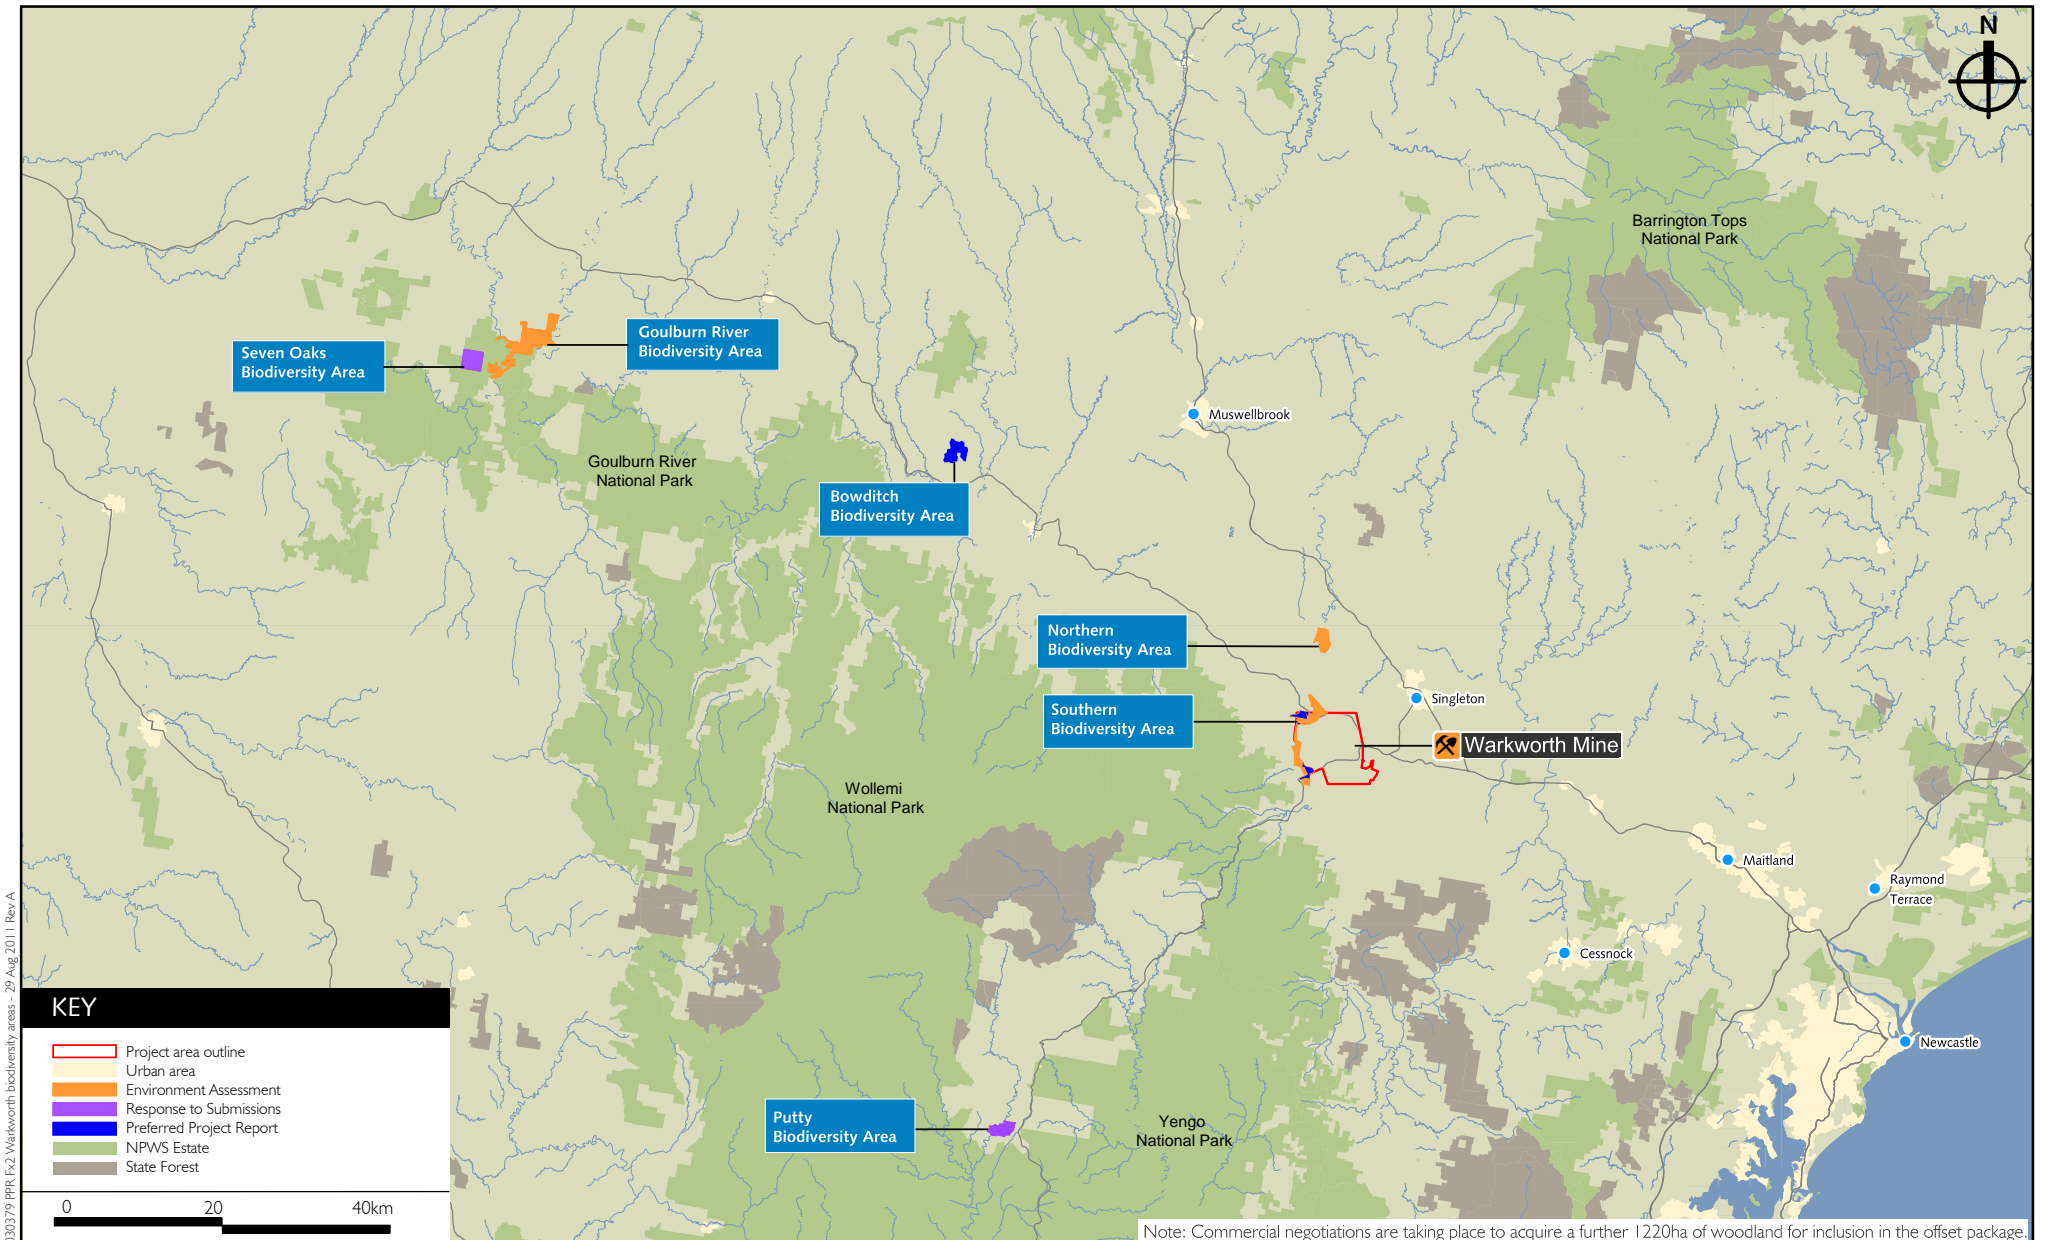 N
Barrington Tops
National Park
Goulburn River
Biodiversity Area
Seven Oaks
Biodiversity Area
Muswellbrook
Goulburn River
National Park
Bowditch
Biodiversity Area
Northern
Biodiversity Area
Singleton
Southern
Biodiversity Area
Warkworth Mine
Wollemi
National Park
Maitland
Raymond
Terrace
Cessnock
Newcastle
Putty
Biodiversity Area
Yengo
National Park
KEY
Project area outline
Urban area
Environment Assessment
Response to Submissions
Preferred Project Report
NPWS Estate
State Forest
0 20 40km
Note: Commercial negotiations are taking place to acquire a further 1220ha of woodland for inclusion in the offset package.
030379 PPR Fx2 Warkworth biodiversity areas - 29 Aug 2011 Rev A